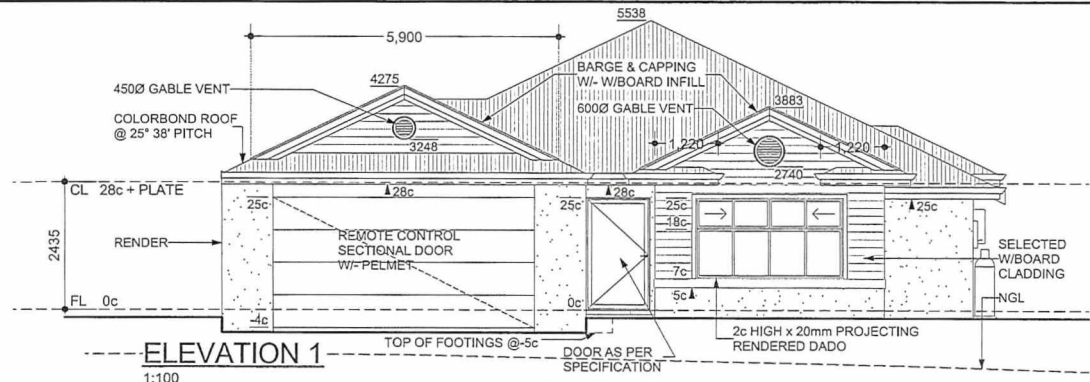 5538
5,900
4275
BARGE & CAPPING
W/- W/BOARD INFILL
450Ø GABLE VENT
3883
600Ø GABLE VENT
COLORBOND ROOF
@ 25° 38' PITCH
3248
1,220
1,220
2740
CL 28c + PLATE
28c
28c
25c
25c
25c
25c
18c
2435
RENDER
REMOTE CONTROL
SECTIONAL DOOR
W/- PELMET
SELECTED
W/BOARD
CLADDING
7c
5c
FL 0c
0c
NGL
-4c
2c HIGH x 20mm PROJECTING
RENDERED DADO
TOP OF FOOTINGS @-5c
DOOR AS PER
SPECIFICATION
ELEVATION 1
1:100